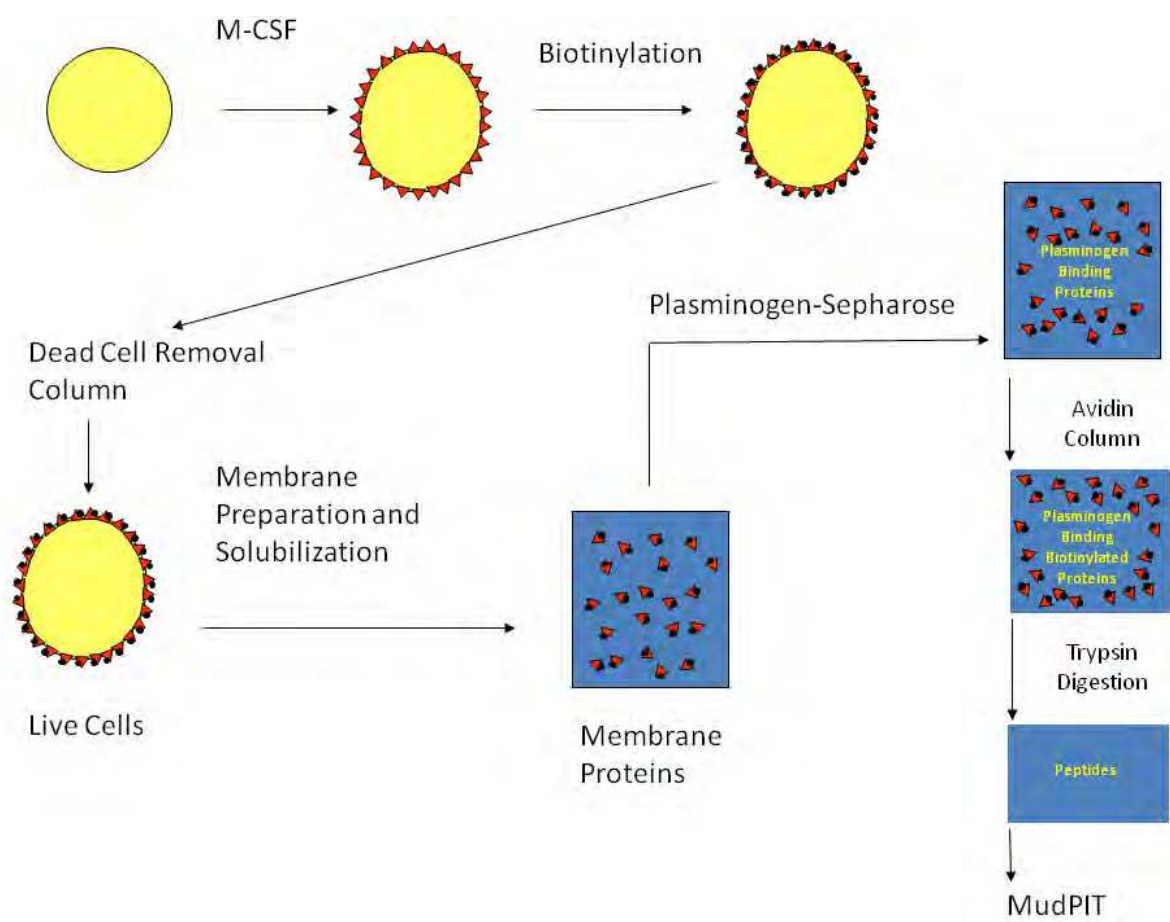 M-CSF
Biotinylation
Dead Cell Removal
Column
Live Cells
Membrane
Preparation and
Solubilization
Membrane
Proteins
Plasminogen-Sepharose
Plasminogen
Binding
Proteins
Avidin
Column
Plasminogen
Binding
Biotinylated
Proteins
Trypsin
Digestion
Peptides
MudPIT